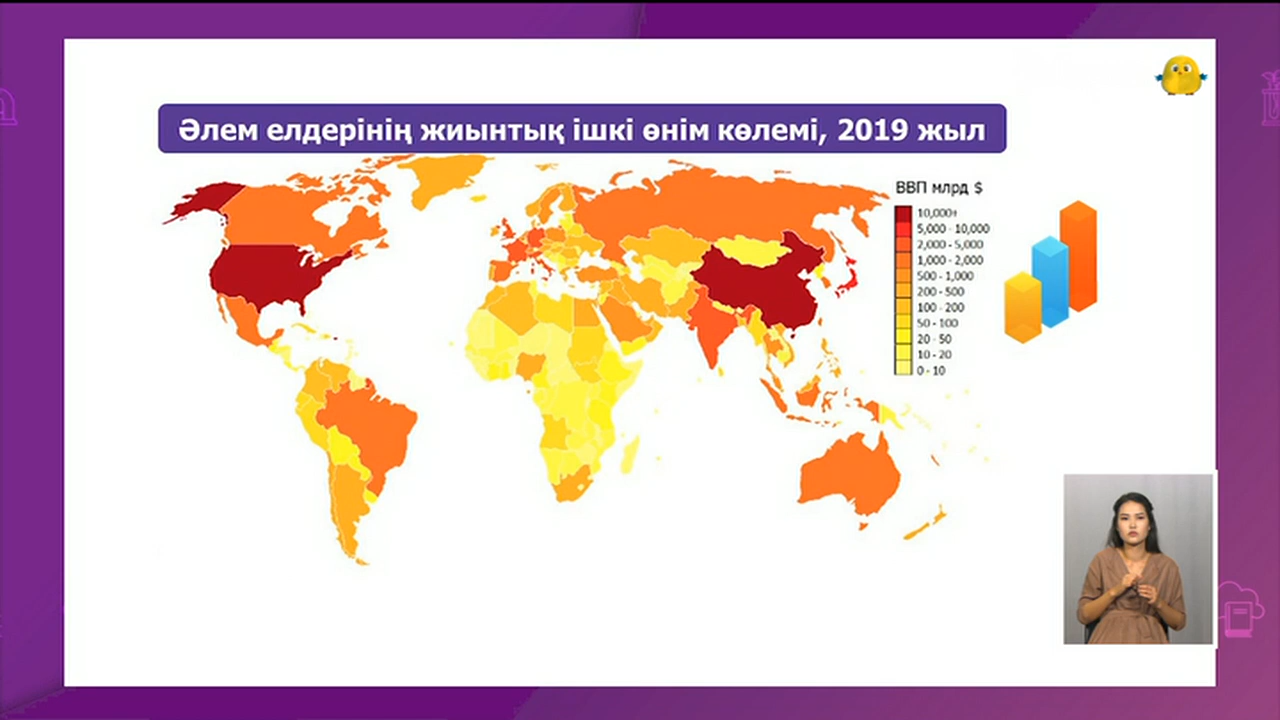 Әлем елдерінің жиынтық ішкі өнім көлемі, 2019 жыл
ВВП млрд $
10,000+
5,000 - 10,000
2,000 - 5,000
1,000 - 2,000
500 - 1,000
200 - 500
100 - 200
50 - 100
20 - 50
10 - 20
0 - 10